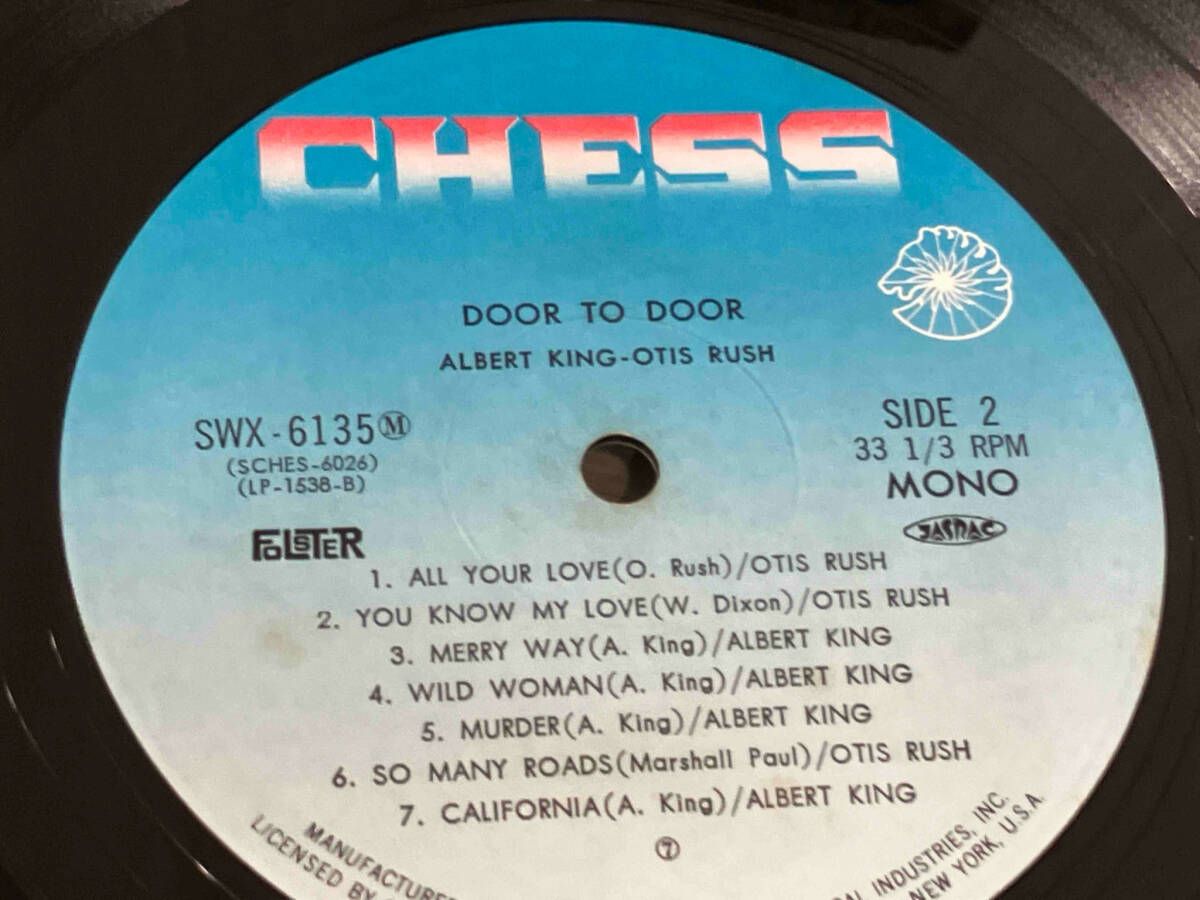 CHESS
DOOR TO DOOR
ALBERT KING-OTIS RUSH
SWX-6135 Ⓜ
(SCHES-6026)
(LP-1538-B)
SIDE 2
33 1/3 RPM
MONO
FOLSTER
JASRAC
1. ALL YOUR LOVE(O. Rush)/OTIS RUSH
2. YOU KNOW MY LOVE(W. Dixon)/OTIS RUSH
3. MERRY WAY(A. King)/ALBERT KING
4. WILD WOMAN(A. King)/ALBERT KING
5. MURDER(A. King)/ALBERT KING
6. SO MANY ROADS(Marshall Paul)/OTIS RUSH
7. CALIFORNIA(A. King)/ALBERT KING
⑦
MANUFACTURE
INDUSTRIES, INC.
LICENSED BY
NEW YORK, U.S.A.